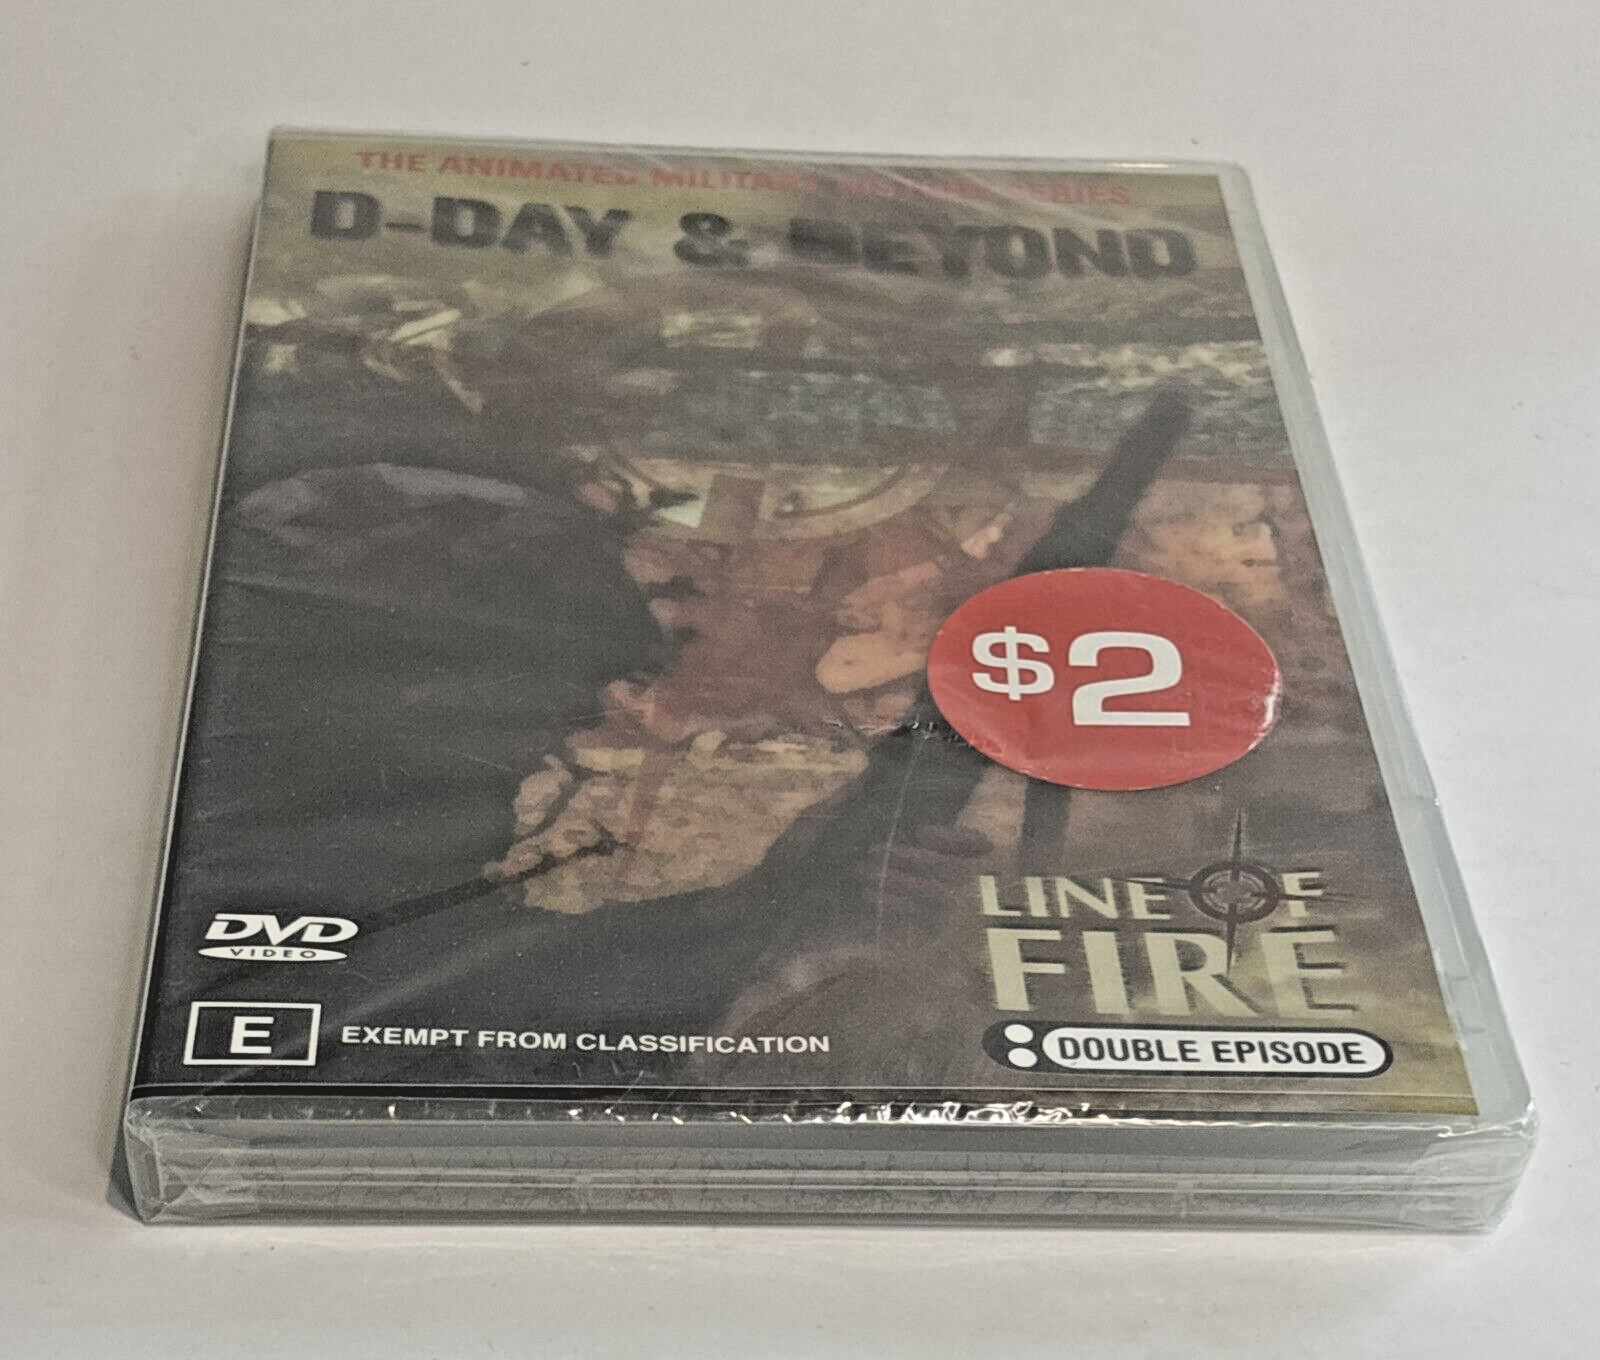 THE ANIMATED MILITARY HISTORY SERIES
D-DAY & BEYOND
$2
LINE OF
FIRE
DOUBLE EPISODE
DVD
VIDEO
E
EXEMPT FROM CLASSIFICATION